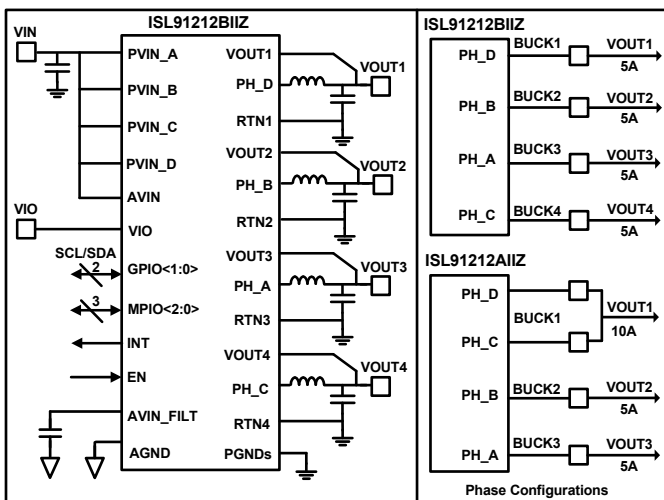 ISL91212BIIZ
VIN
PVIN_A
PVIN_B
PVIN_C
PVIN_D
AVIN
VIO
VIO
SCL/SDA
2
GPIO<1:0>
3
MPIO<2:0>
INT
EN
AVIN_FILT
AGND
VOUT1
VOUT1
PH_D
RTN1
VOUT2
VOUT2
PH_B
RTN2
VOUT3
VOUT3
PH_A
RTN3
VOUT4
VOUT4
PH_C
RTN4
PGNDs
ISL91212BIIZ
PH_D BUCK1 VOUT1
5A
PH_B BUCK2 VOUT2
5A
PH_A BUCK3 VOUT3
5A
PH_C BUCK4 VOUT4
5A
ISL91212AIIZ
PH_D
BUCK1 VOUT1
10A
PH_C
PH_B BUCK2 VOUT2
5A
PH_A BUCK3 VOUT3
5A
Phase Configurations